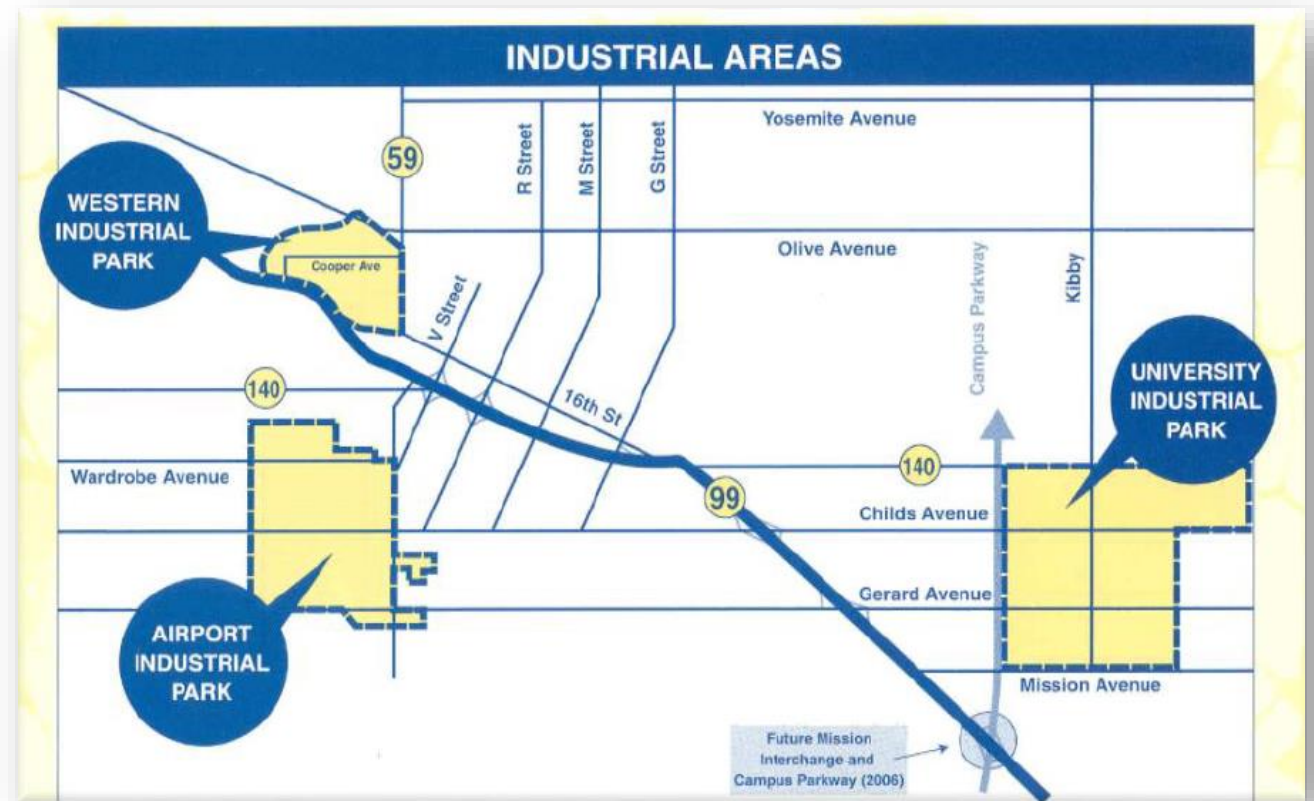 INDUSTRIAL AREAS
Yosemite Avenue
59
R Street
M Street
G Street
WESTERN
INDUSTRIAL
PARK
Olive Avenue
Cooper Ave
Campus Parkway
Kibby
V Street
140
16th St
UNIVERSITY
INDUSTRIAL
PARK
Wardrobe Avenue
140
99
Childs Avenue
Gerard Avenue
AIRPORT
INDUSTRIAL
PARK
Mission Avenue
Future Mission
Interchange and
Campus Parkway (2006)